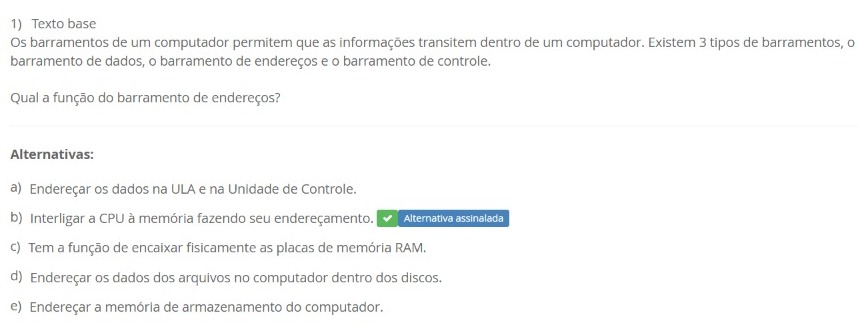 1) Texto base
Os barramentos de um computador permitem que as informações transitem dentro de um computador. Existem 3 tipos de barramentos, o
barramento de dados, o barramento de endereços e o barramento de controle.
Qual a função do barramento de endereços?
Alternativas:
a) Endereçar os dados na ULA e na Unidade de Controle.
b) Interligar a CPU à memória fazendo seu endereçamento. Alternativa assinalada
c) Tem a função de encaixar fisicamente as placas de memória RAM.
d) Endereçar os dados dos arquivos no computador dentro dos discos.
e) Endereçar a memória de armazenamento do computador.